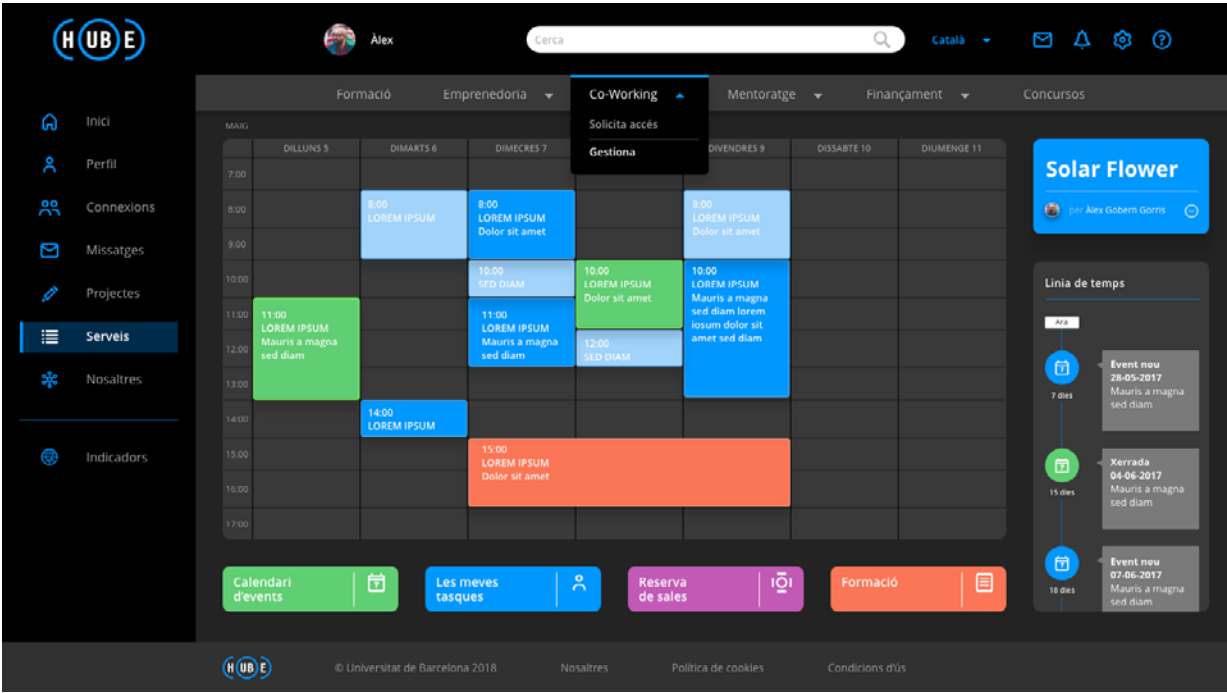 HUBE
Àlex
Cerca
Català
Inici
Perfil
Connexions
Missatges
Projectes
Serveis
Nosaltres
Indicadors
Formació
Emprenedoria
Co-Working
Mentoratge
Finançament
Concursos
Solicita accés
Gestiona
MAIG
DILLUNS 5
DIMARTS 6
DIMECRES 7
DIVENDRES 9
DISSABTE 10
DIUMENGE 11
7:00
8:00
9:00
10:00
11:00
12:00
13:00
14:00
15:00
16:00
17:00
11:00
LOREM IPSUM
Mauris a magna
sed diam
8:00
LOREM IPSUM
14:00
LOREM IPSUM
8:00
LOREM IPSUM
Dolor sit amet
10:00
SED DIAM
11:00
LOREM IPSUM
Mauris a magna
sed diam
15:00
LOREM IPSUM
Dolor sit amet
10:00
LOREM IPSUM
Dolor sit amet
12:00
SED DIAM
8:00
LOREM IPSUM
Dolor sit amet
10:00
LOREM IPSUM
Mauris a magna
sed diam lorem
iosum dolor sit
amet sed diam
Solar Flower
per Àlex Gobern Gorris
Linia de temps
Ara
7 dies
Event nou
28-05-2017
Mauris a magna
sed diam
15 dies
Xerrada
04-06-2017
Mauris a magna
sed diam
18 dies
Event nou
07-06-2017
Mauris a magna
sed diam
Calendari
d'events
Les meves
tasques
Reserva
de sales
Formació
HUBE
© Universitat de Barcelona 2018
Nosaltres
Política de cookies
Condicions d'ús